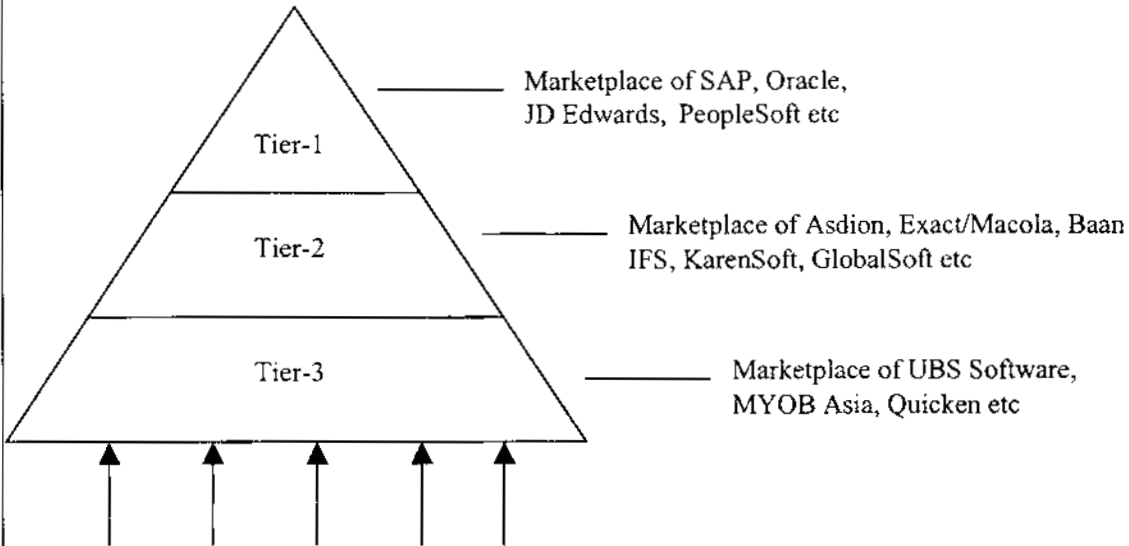 Marketplace of SAP, Oracle,
JD Edwards, PeopleSoft etc
Tier-1
Marketplace of Asdion, Exact/Macola, Baan
IFS, KarenSoft, GlobalSoft etc
Tier-2
Marketplace of UBS Software,
MYOB Asia, Quicken etc
Tier-3